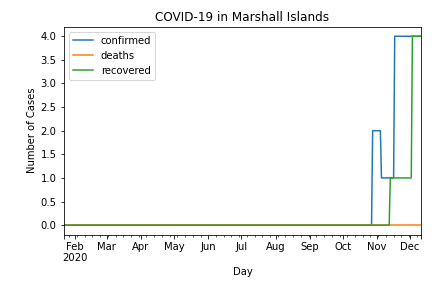 COVID-19 in Marshall Islands
confirmed
deaths
recovered
Number of Cases
4.0
3.5
3.0
2.5
2.0
1.5
1.0
0.5
0.0
Feb Mar Apr May Jun Jul Aug Sep Oct Nov Dec
2020
Day